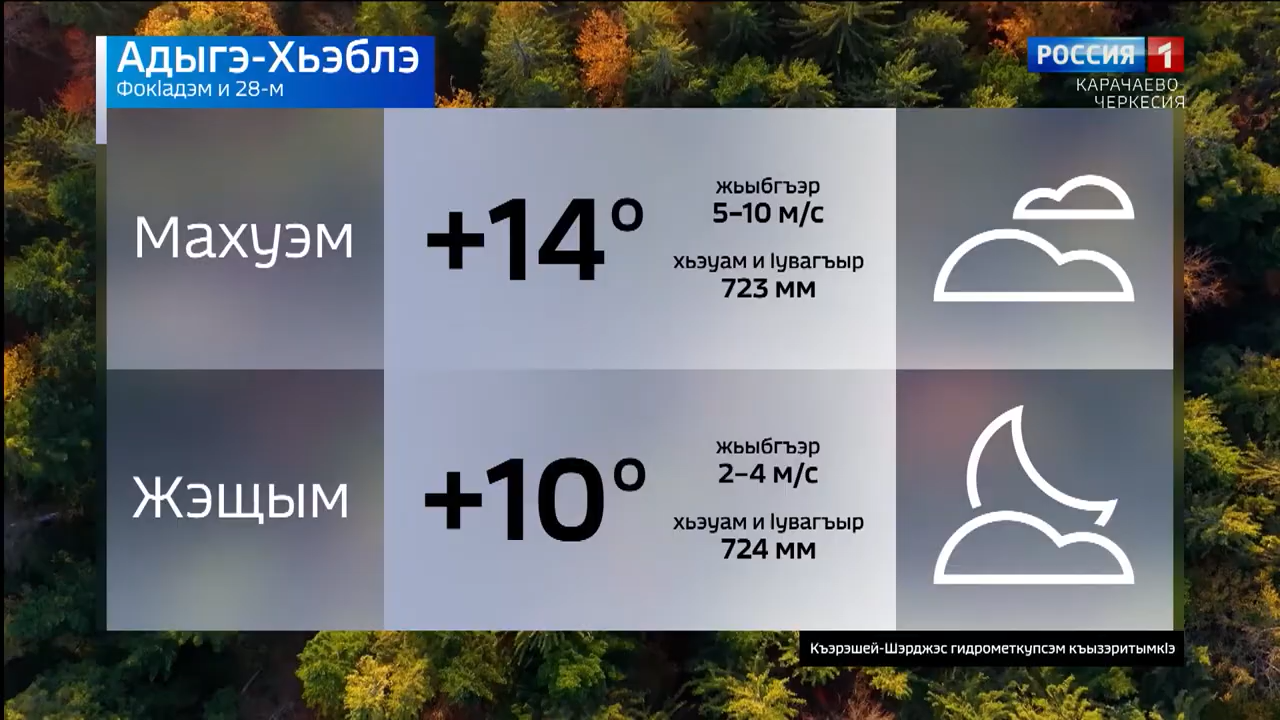 Адыгэ-Хьэблэ
ФокӀадэм и 28-м
РОССИЯ 1
КАРАЧАЕВО
ЧЕРКЕСИЯ
Махуэм
+14°
жьыбгъэр
5–10 м/с
хьэуам и Ӏувагъыр
723 мм
Жэщым
+10°
жьыбгъэр
2–4 м/с
хьэуам и Ӏувагъыр
724 мм
Къэрэшей-Шэрджэс гидрометкупсэм къызэритымкӀэ